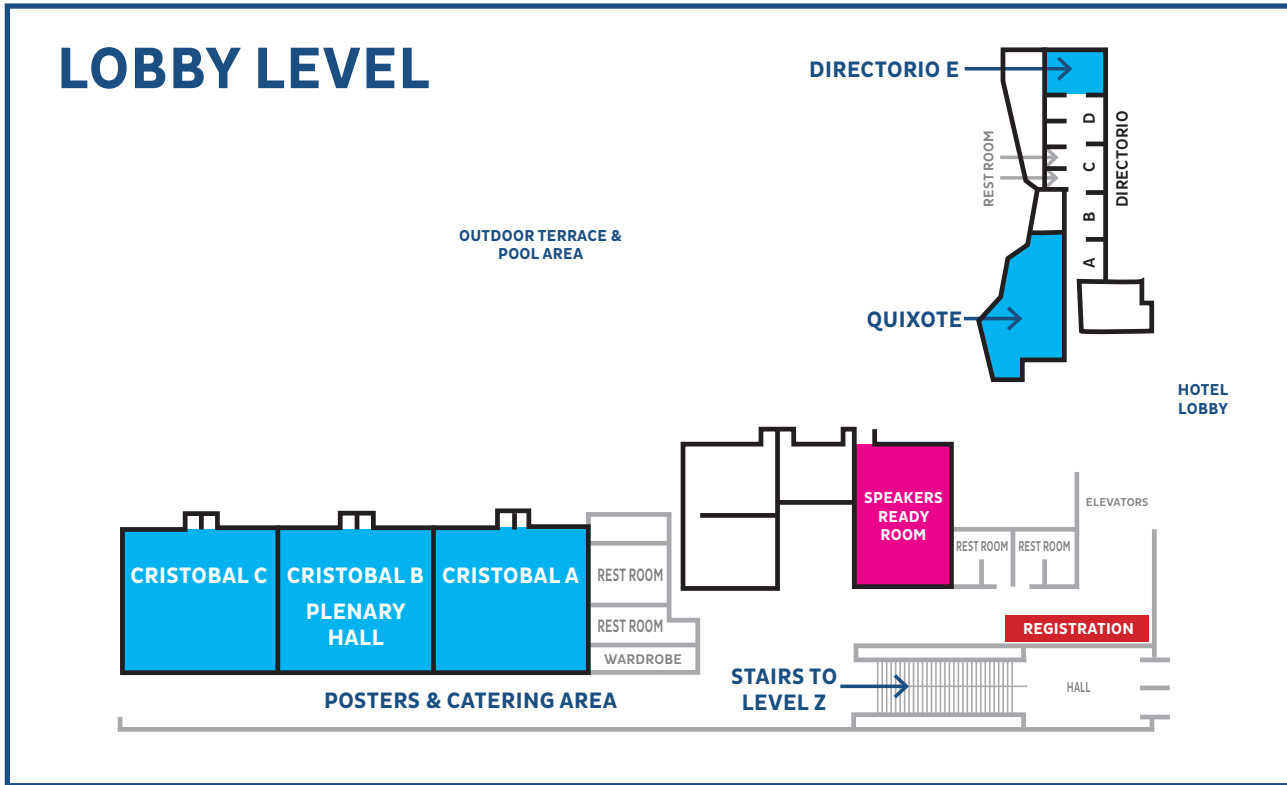 LOBBY LEVEL
DIRECTORIO E
REST ROOM
D
C
B
A
DIRECTORIO
OUTDOOR TERRACE &
POOL AREA
QUIXOTE
HOTEL
LOBBY
SPEAKERS
READY
ROOM
ELEVATORS
REST ROOM
REST ROOM
CRISTOBAL C
CRISTOBAL B
PLENARY
HALL
CRISTOBAL A
REST ROOM
REST ROOM
WARDROBE
REGISTRATION
POSTERS & CATERING AREA
STAIRS TO
LEVEL Z
HALL